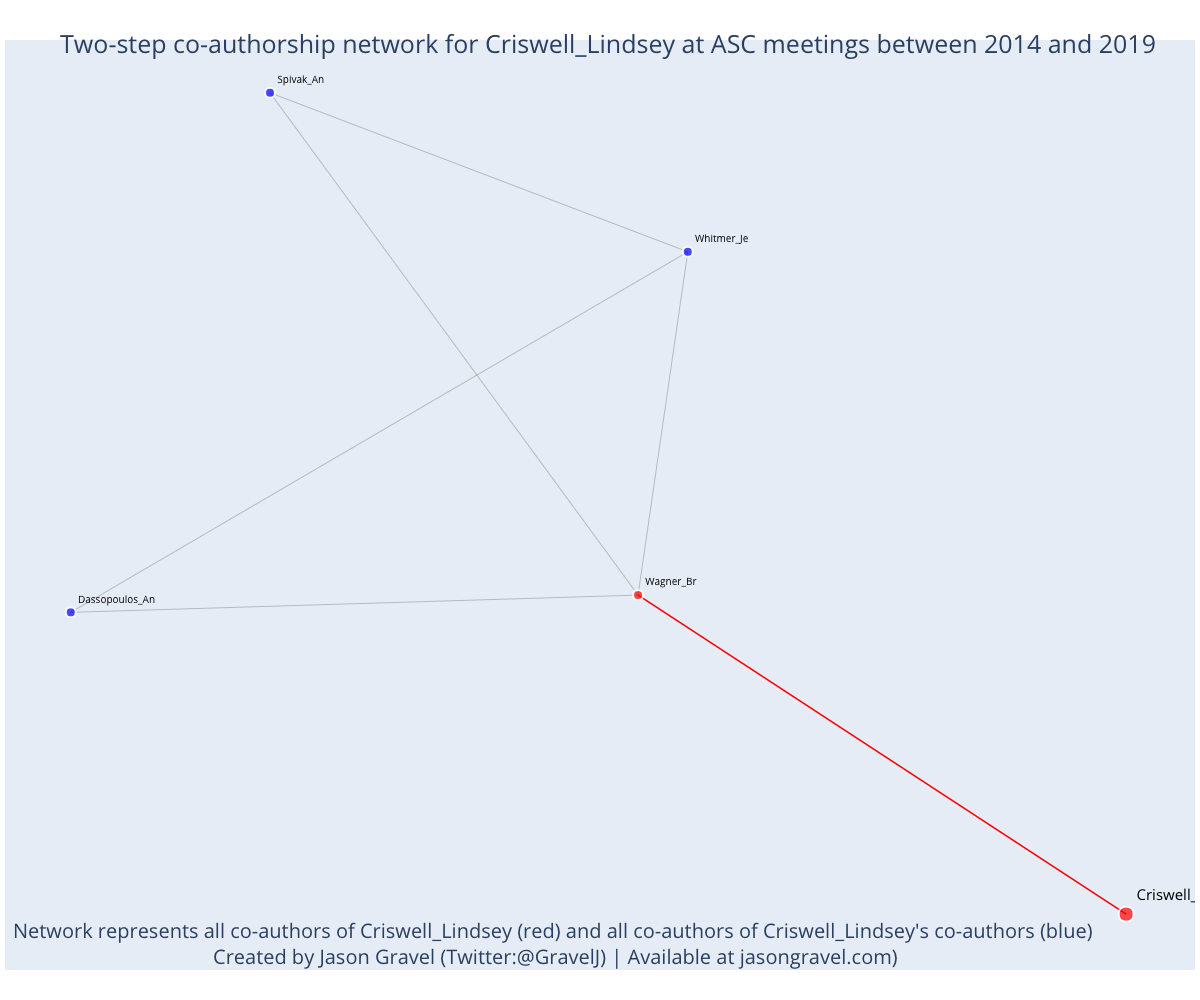 Two-step co-authorship network for Criswell_Lindsey at ASC meetings between 2014 and 2019
Spivak_An
Whitmer_Je
Wagner_Br
Dassopoulos_An
Criswell_
Network represents all co-authors of Criswell_Lindsey (red) and all co-authors of Criswell_Lindsey's co-authors (blue)
Created by Jason Gravel (Twitter:@GravelJ) | Available at jasongravel.com)